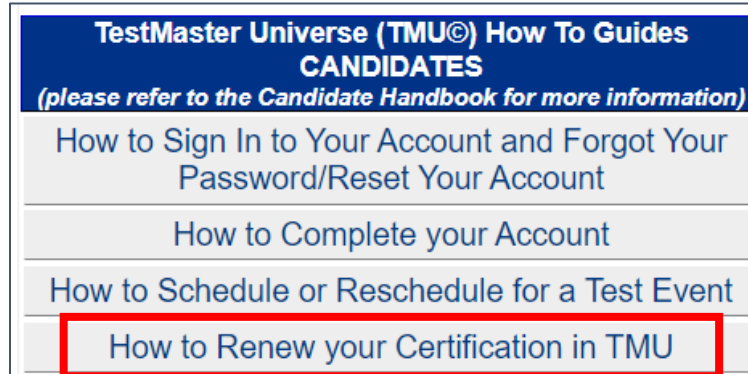 TestMaster Universe (TMU©) How To Guides
CANDIDATES
(please refer to the Candidate Handbook for more information)
How to Sign In to Your Account and Forgot Your
Password/Reset Your Account
How to Complete your Account
How to Schedule or Reschedule for a Test Event
How to Renew your Certification in TMU